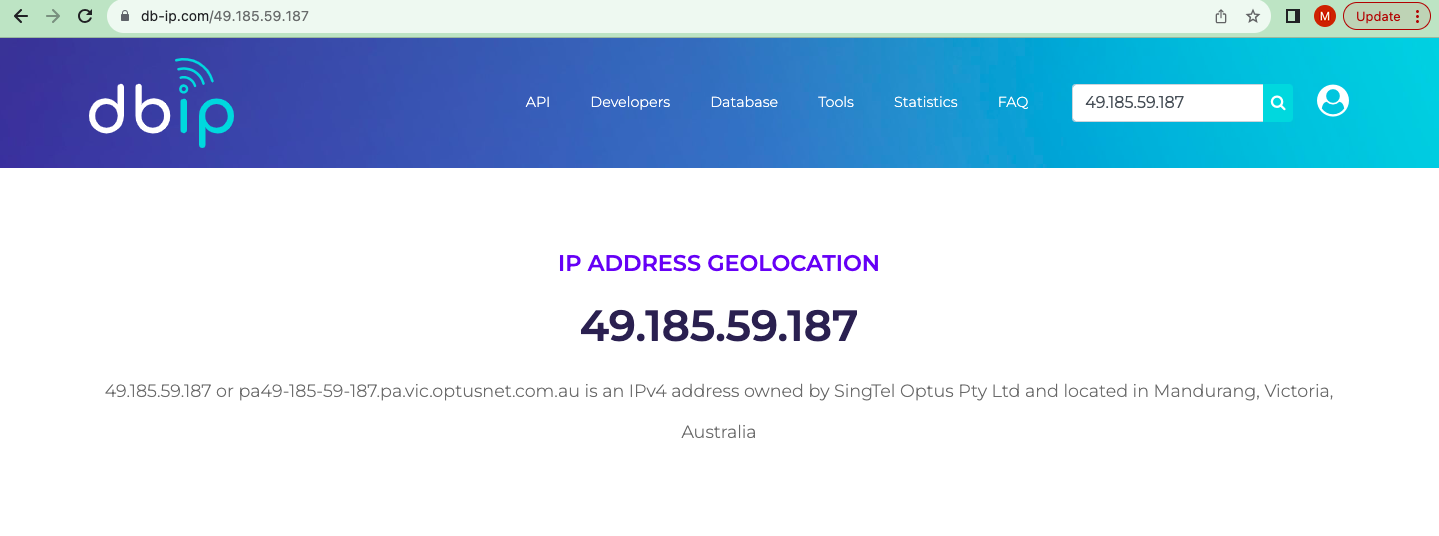 db-ip.com/49.185.59.187
M
Update
dbip
API Developers Database Tools Statistics FAQ 49.185.59.187
IP ADDRESS GEOLOCATION
49.185.59.187
49.185.59.187 or pa49-185-59-187.pa.vic.optusnet.com.au is an IPv4 address owned by SingTel Optus Pty Ltd and located in Mandurang, Victoria,
Australia